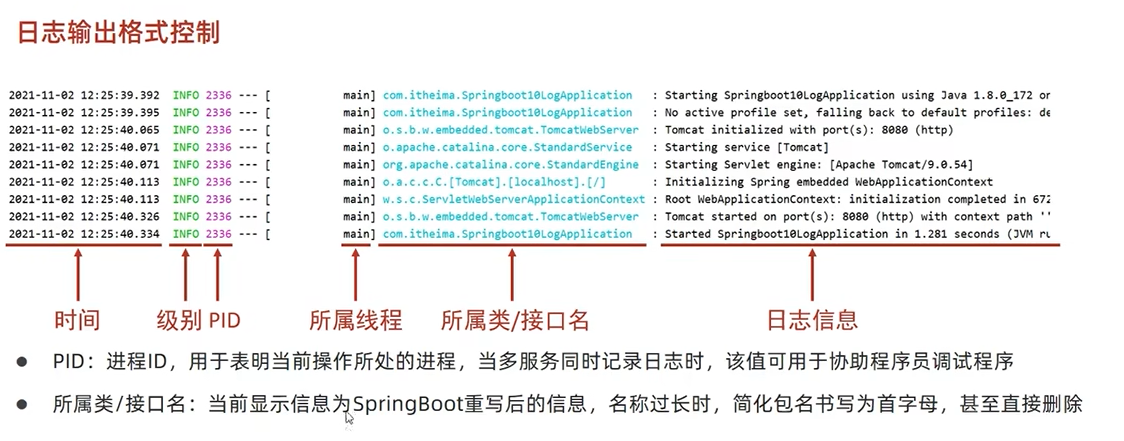 日志输出格式控制
2021-11-02 12:25:39.392 INFO 2336 --- [ main] com.itheima.Springboot10LogApplication : Starting Springboot10LogApplication using Java 1.8.0_172 or
2021-11-02 12:25:39.395 INFO 2336 --- [ main] com.itheima.Springboot10LogApplication : No active profile set, falling back to default profiles: de
2021-11-02 12:25:40.065 INFO 2336 --- [ main] o.s.b.w.embedded.tomcat.TomcatWebServer : Tomcat initialized with port(s): 8080 (http)
2021-11-02 12:25:40.071 INFO 2336 --- [ main] o.apache.catalina.core.StandardService : Starting service [Tomcat]
2021-11-02 12:25:40.071 INFO 2336 --- [ main] org.apache.catalina.core.StandardEngine : Starting Servlet engine: [Apache Tomcat/9.0.54]
2021-11-02 12:25:40.113 INFO 2336 --- [ main] o.a.c.c.C.[Tomcat].[localhost].[/] : Initializing Spring embedded WebApplicationContext
2021-11-02 12:25:40.113 INFO 2336 --- [ main] w.s.c.ServletWebServerApplicationContext : Root WebApplicationContext: initialization completed in 672
2021-11-02 12:25:40.326 INFO 2336 --- [ main] o.s.b.w.embedded.tomcat.TomcatWebServer : Tomcat started on port(s): 8080 (http) with context path ''
2021-11-02 12:25:40.334 INFO 2336 --- [ main] com.itheima.Springboot10LogApplication : Started Springboot10LogApplication in 1.281 seconds (JVM ru
时间 级别 PID 所属线程 所属类/接口名 日志信息
● PID：进程ID，用于表明当前操作所处的进程，当多服务同时记录日志时，该值可用于协助程序员调试程序
● 所属类/接口名：当前显示信息为SpringBoot重写后的信息，名称过长时，简化包名书写为首字母，甚至直接删除